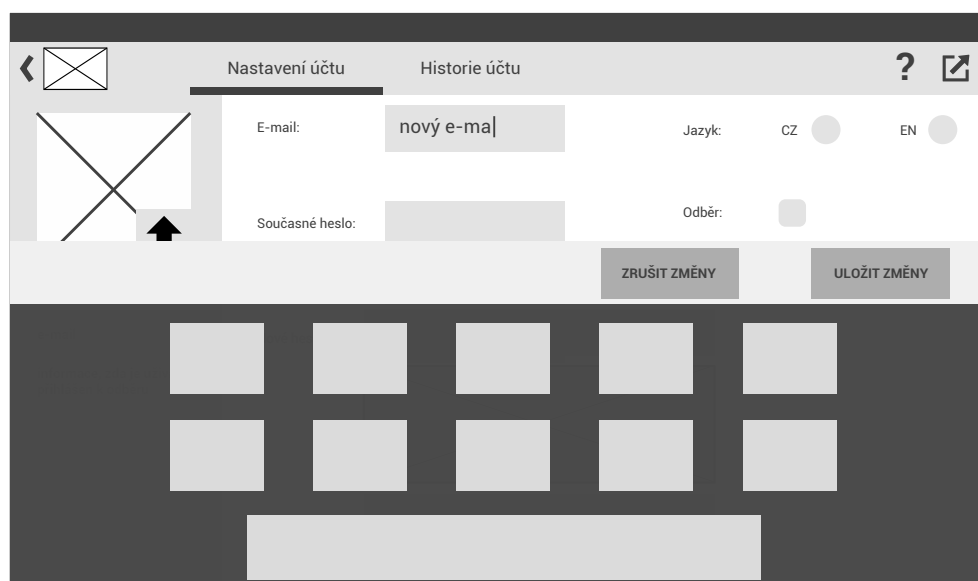 Nastavení účtu
Historie účtu
?
E-mail:
nový e-ma
Jazyk:
CZ
EN
Současné heslo:
Odběr:
ZRUŠIT ZMĚNY
ULOŽIT ZMĚNY